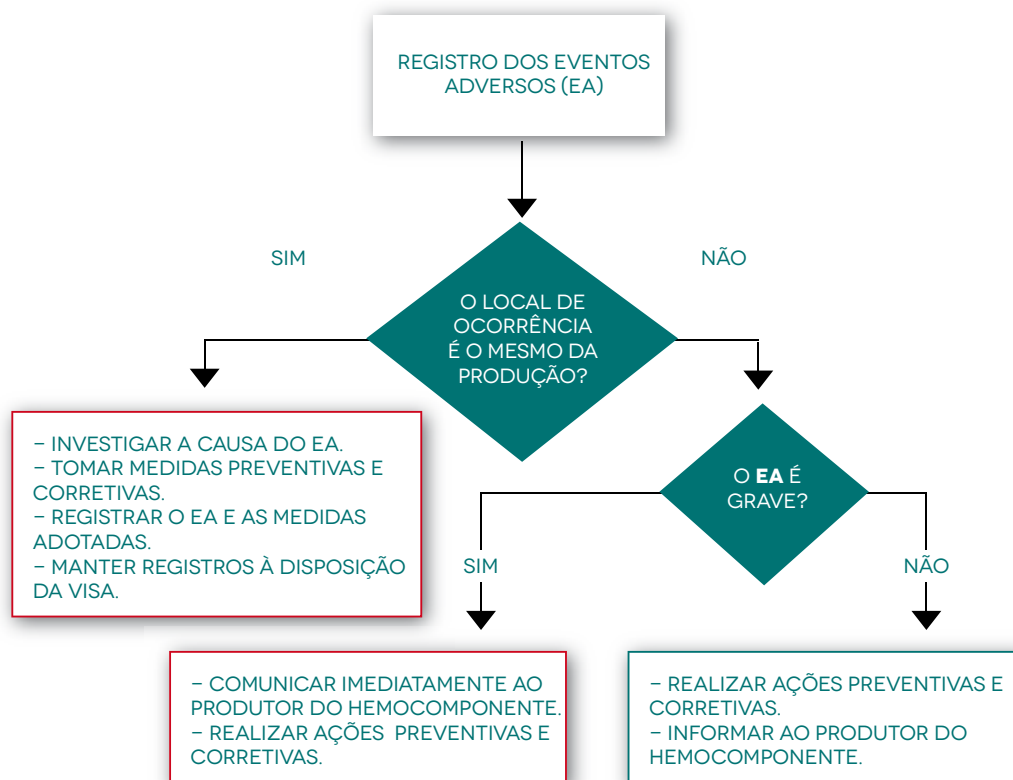 REGISTRO DOS EVENTOS
ADVERSOS (EA)
SIM
NÃO
O LOCAL DE
OCORRÊNCIA
É O MESMO DA
PRODUÇÃO?
– INVESTIGAR A CAUSA DO EA.
– TOMAR MEDIDAS PREVENTIVAS E
CORRETIVAS.
– REGISTRAR O EA E AS MEDIDAS
ADOTADAS.
– MANTER REGISTROS À DISPOSIÇÃO
DA VISA.
O EA É
GRAVE?
SIM
NÃO
– COMUNICAR IMEDIATAMENTE AO
PRODUTOR DO HEMOCOMPONENTE.
– REALIZAR AÇÕES PREVENTIVAS E
CORRETIVAS.
– REALIZAR AÇÕES PREVENTIVAS E
CORRETIVAS.
– INFORMAR AO PRODUTOR DO
HEMOCOMPONENTE.